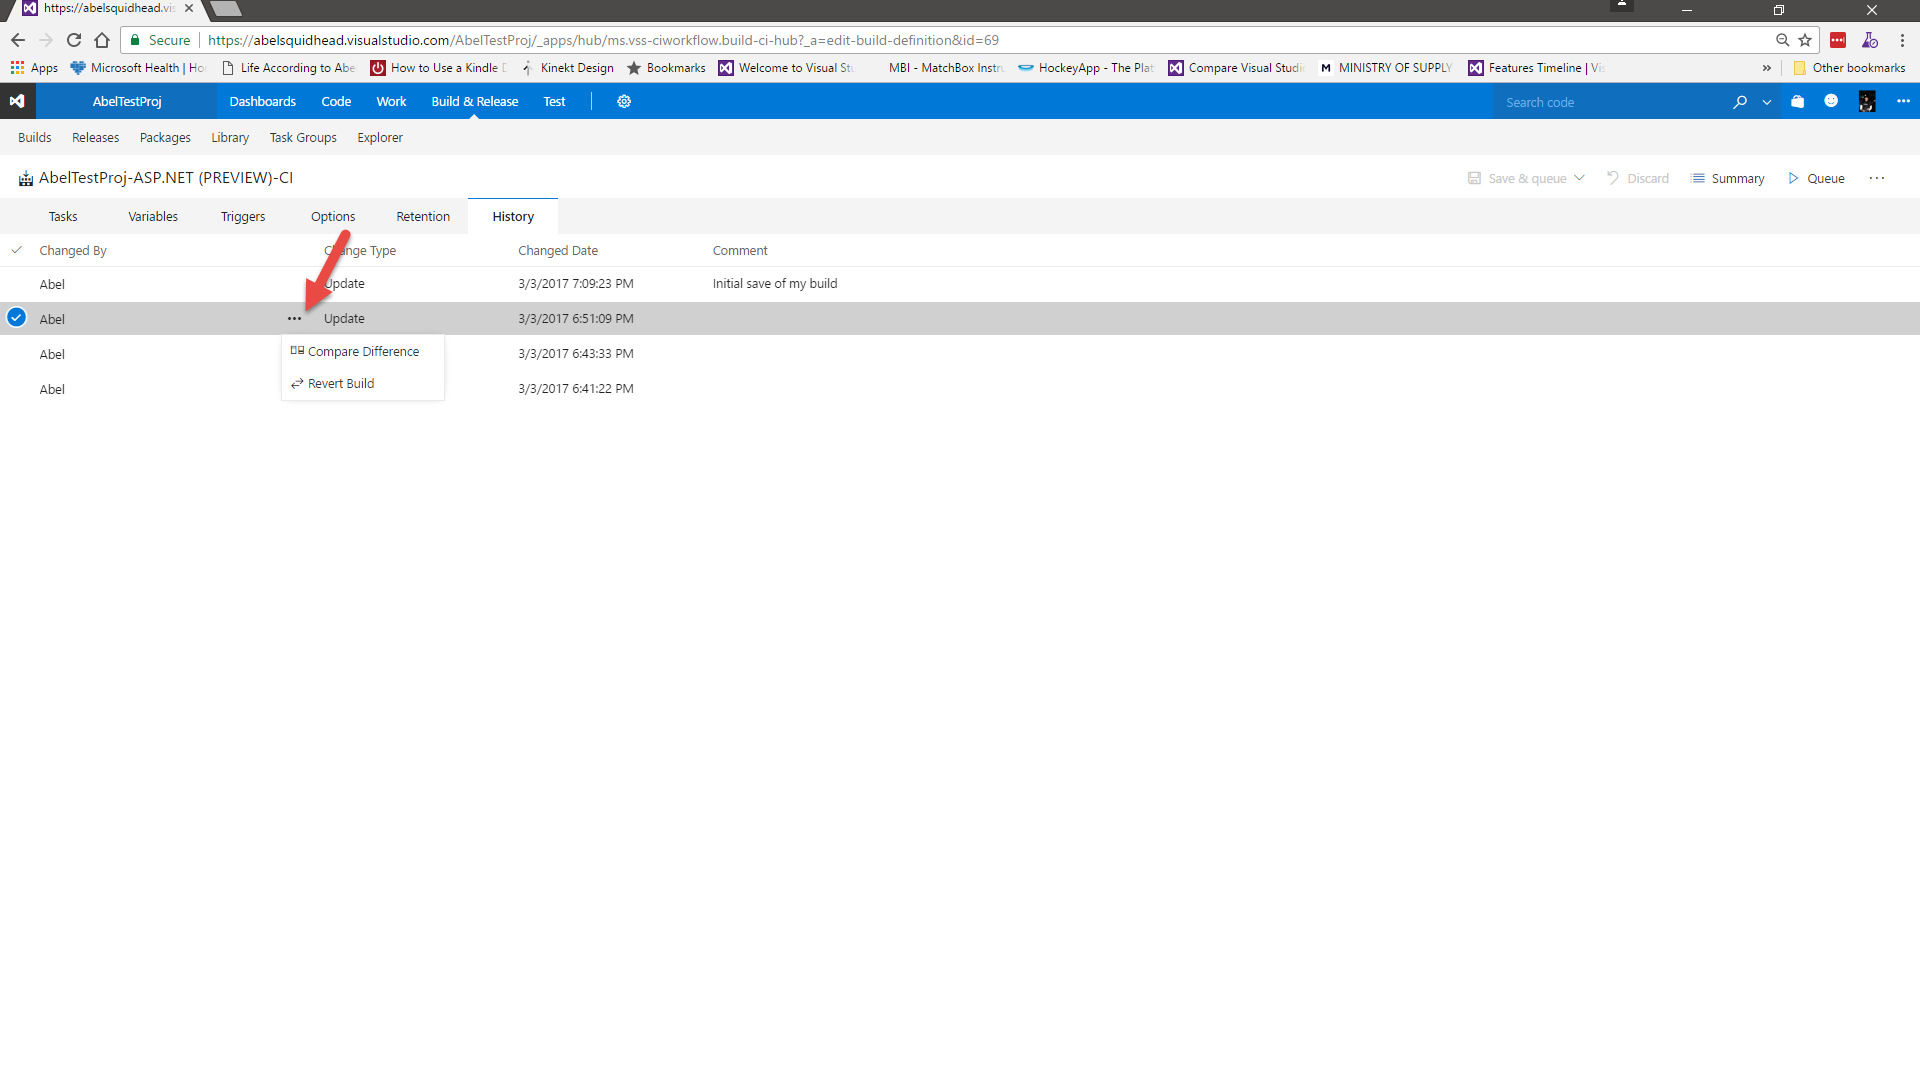 https://abelsquidhead.vis
Secure https://abelsquidhead.visualstudio.com/AbelTestProj/_apps/hub/ms.vss-ciworkflow.build-ci-hub?_a=edit-build-definition&id=69
Apps Microsoft Health | Ho Life According to Abe How to Use a Kindle D Kinekt Design Bookmarks Welcome to Visual Stu MBI - MatchBox Instru HockeyApp - The Plat Compare Visual Studi M MINISTRY OF SUPPLY Features Timeline | Vis » Other bookmarks
AbelTestProj Dashboards Code Work Build & Release Test Search code
Builds Releases Packages Library Task Groups Explorer
AbelTestProj-ASP.NET (PREVIEW)-CI Save & queue Discard Summary Queue ...
Tasks Variables Triggers Options Retention History
Changed By Change Type Changed Date Comment
Abel Update 3/3/2017 7:09:23 PM Initial save of my build
Abel ... Update 3/3/2017 6:51:09 PM
Compare Difference
Abel 3/3/2017 6:43:33 PM
Revert Build
Abel 3/3/2017 6:41:22 PM